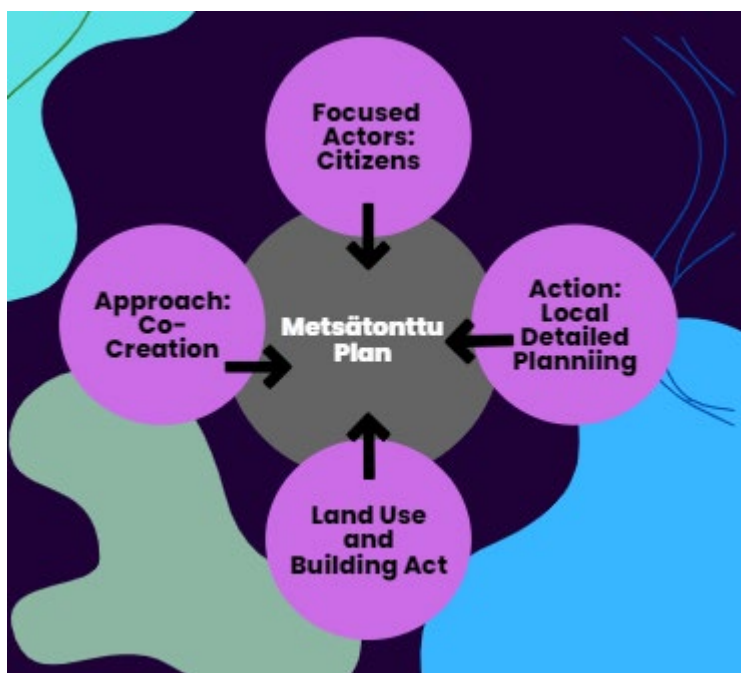 Focused
Actors:
Citizens
Approach:
Co-
Creation
Metsätonttu
Plan
Action:
Local
Detailed
Planniing
Land Use
and
Building Act